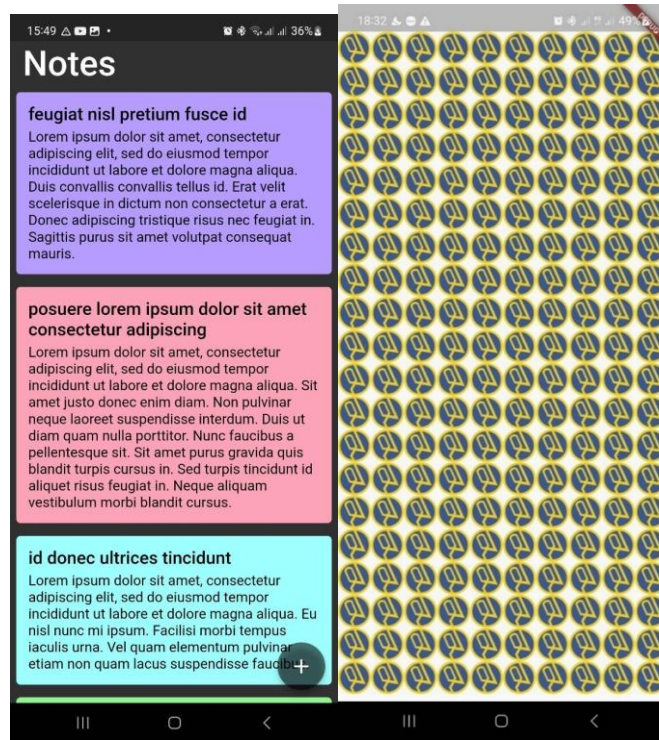 15:49
36%
Notes
feugiat nisl pretium fusce id
Lorem ipsum dolor sit amet, consectetur
adipiscing elit, sed do eiusmod tempor
incididunt ut labore et dolore magna aliqua.
Duis convallis convallis tellus id. Erat velit
scelerisque in dictum non consectetur a erat.
Donec adipiscing tristique risus nec feugiat in.
Sagittis purus sit amet volutpat consequat
mauris.
posuere lorem ipsum dolor sit amet
consectetur adipiscing
Lorem ipsum dolor sit amet, consectetur
adipiscing elit, sed do eiusmod tempor
incididunt ut labore et dolore magna aliqua. Sit
amet justo donec enim diam. Non pulvinar
neque laoreet suspendisse interdum. Duis ut
diam quam nulla porttitor. Nunc faucibus a
pellentesque sit. Sit amet purus gravida quis
blandit turpis cursus in. Sed turpis tincidunt id
aliquet risus feugiat in. Neque aliquam
vestibulum morbi blandit cursus.
id donec ultrices tincidunt
Lorem ipsum dolor sit amet, consectetur
adipiscing elit, sed do eiusmod tempor
incididunt ut labore et dolore magna aliqua. Eu
nisl nunc mi ipsum. Facilisi morbi tempus
iaculis urna. Vel quam elementum pulvinar
etiam non quam lacus suspendisse faucibus
+
18:32
49%